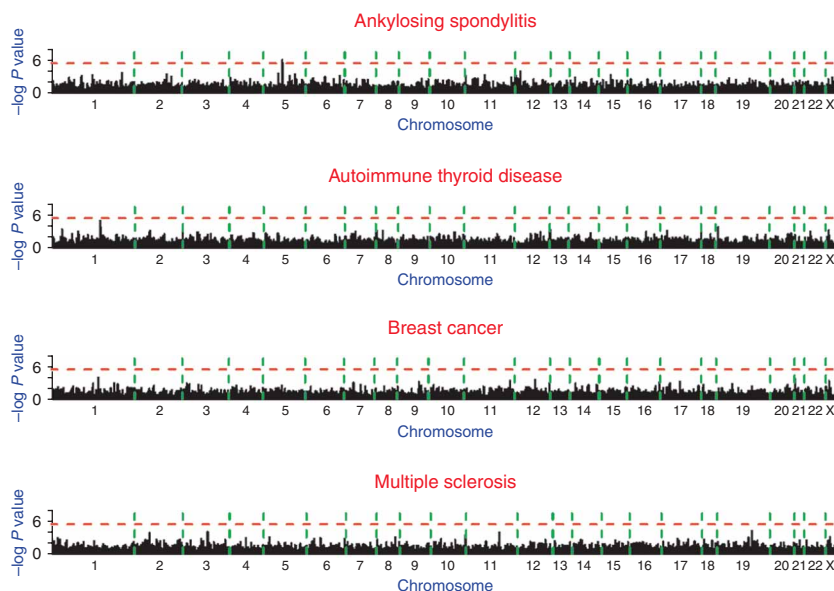 Ankylosing spondylitis
–log P value
6
0
1 2 3 4 5 6 7 8 9 10 11 12 13 14 15 16 17 18 19 20 21 22 X
Chromosome
Autoimmune thyroid disease
–log P value
6
0
1 2 3 4 5 6 7 8 9 10 11 12 13 14 15 16 17 18 19 20 21 22 X
Chromosome
Breast cancer
–log P value
6
0
1 2 3 4 5 6 7 8 9 10 11 12 13 14 15 16 17 18 19 20 21 22 X
Chromosome
Multiple sclerosis
–log P value
6
0
1 2 3 4 5 6 7 8 9 10 11 12 13 14 15 16 17 18 19 20 21 22 X
Chromosome